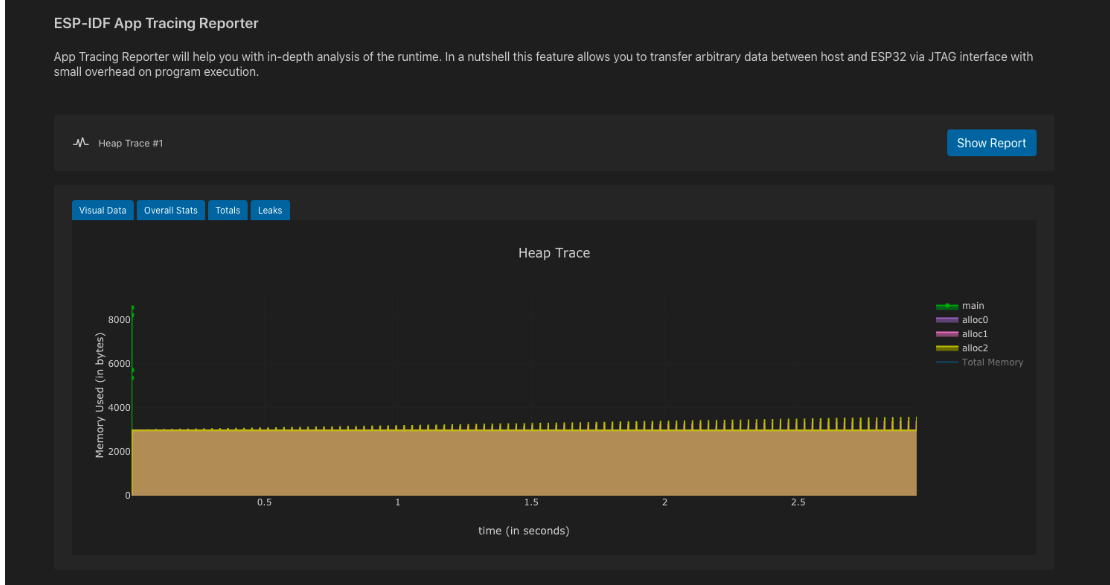 ESP-IDF App Tracing Reporter
App Tracing Reporter will help you with in-depth analysis of the runtime. In a nutshell this feature allows you to transfer arbitrary data between host and ESP32 via JTAG interface with
small overhead on program execution.
Heap Trace #1
Show Report
Visual Data
Overall Stats
Totals
Leaks
Heap Trace
Memory Used (in bytes)
8000
6000
4000
2000
0
0.5
1
1.5
2
2.5
time (in seconds)
main
alloc0
alloc1
alloc2
Total Memory